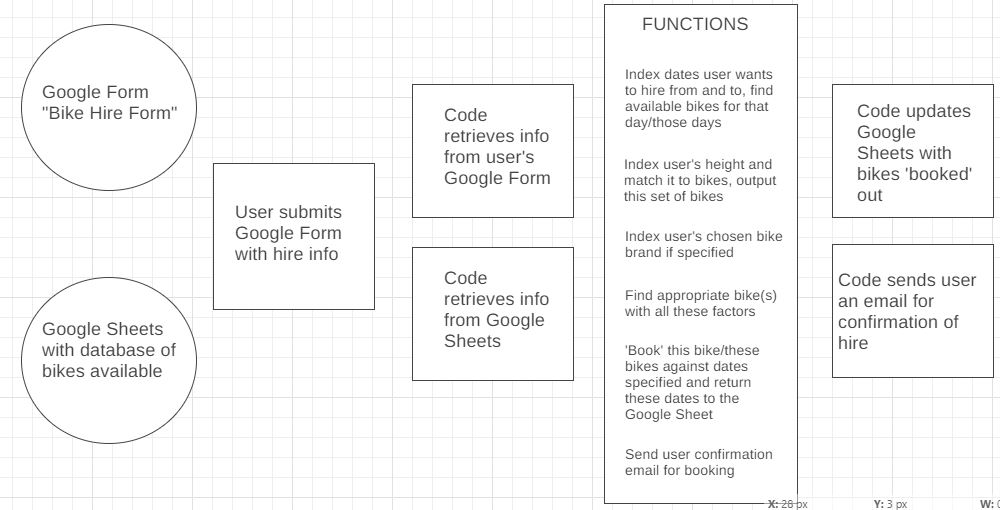 Google Form
"Bike Hire Form"
Google Sheets
with database of
bikes available
User submits
Google Form
with hire info
Code
retrieves info
from user's
Google Form
Code
retrieves info
from Google
Sheets
FUNCTIONS
Index dates user wants
to hire from and to, find
available bikes for that
day/those days
Index user's height and
match it to bikes, output
this set of bikes
Index user's chosen bike
brand if specified
Find appropriate bike(s)
with all these factors
'Book' this bike/these
bikes against dates
specified and return
these dates to the
Google Sheet
Send user confirmation
email for booking
Code updates
Google
Sheets with
bikes 'booked'
out
Code sends user
an email for
confirmation of
hire
X: 28 px
Y: 3 px
W: